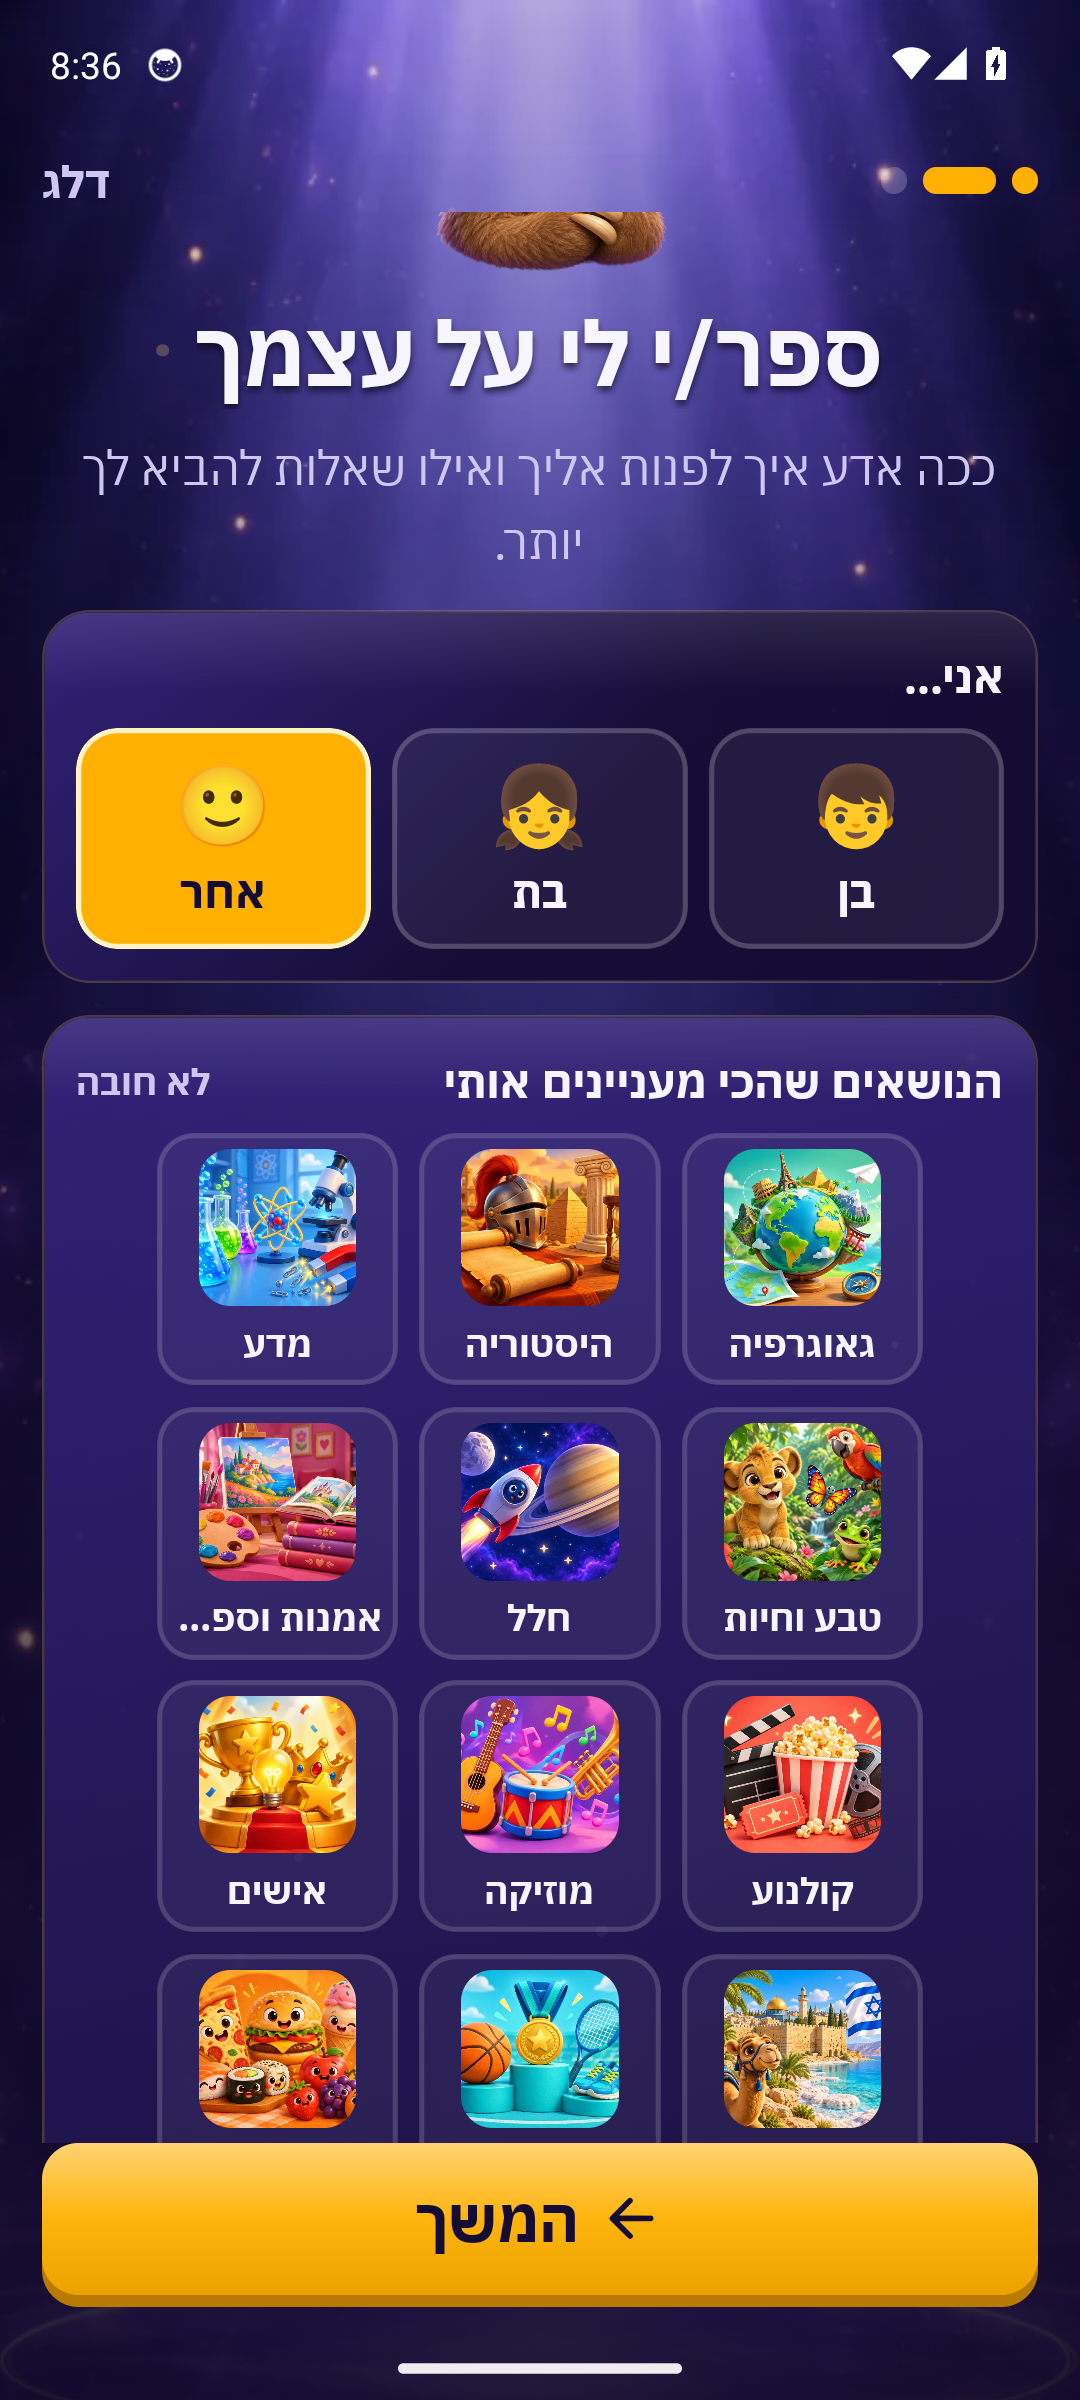 8:36
דלג
ספר/י לי על עצמך
ככה אדע איך לפנות אליך ואילו שאלות להביא לך
יותר.
אני...
בן
בת
אחר
הנושאים שהכי מעניינים אותי
לא חובה
גאוגרפיה
היסטוריה
מדע
טבע וחיות
חלל
אמנות וספ...
קולנוע
מוזיקה
אישים
המשך